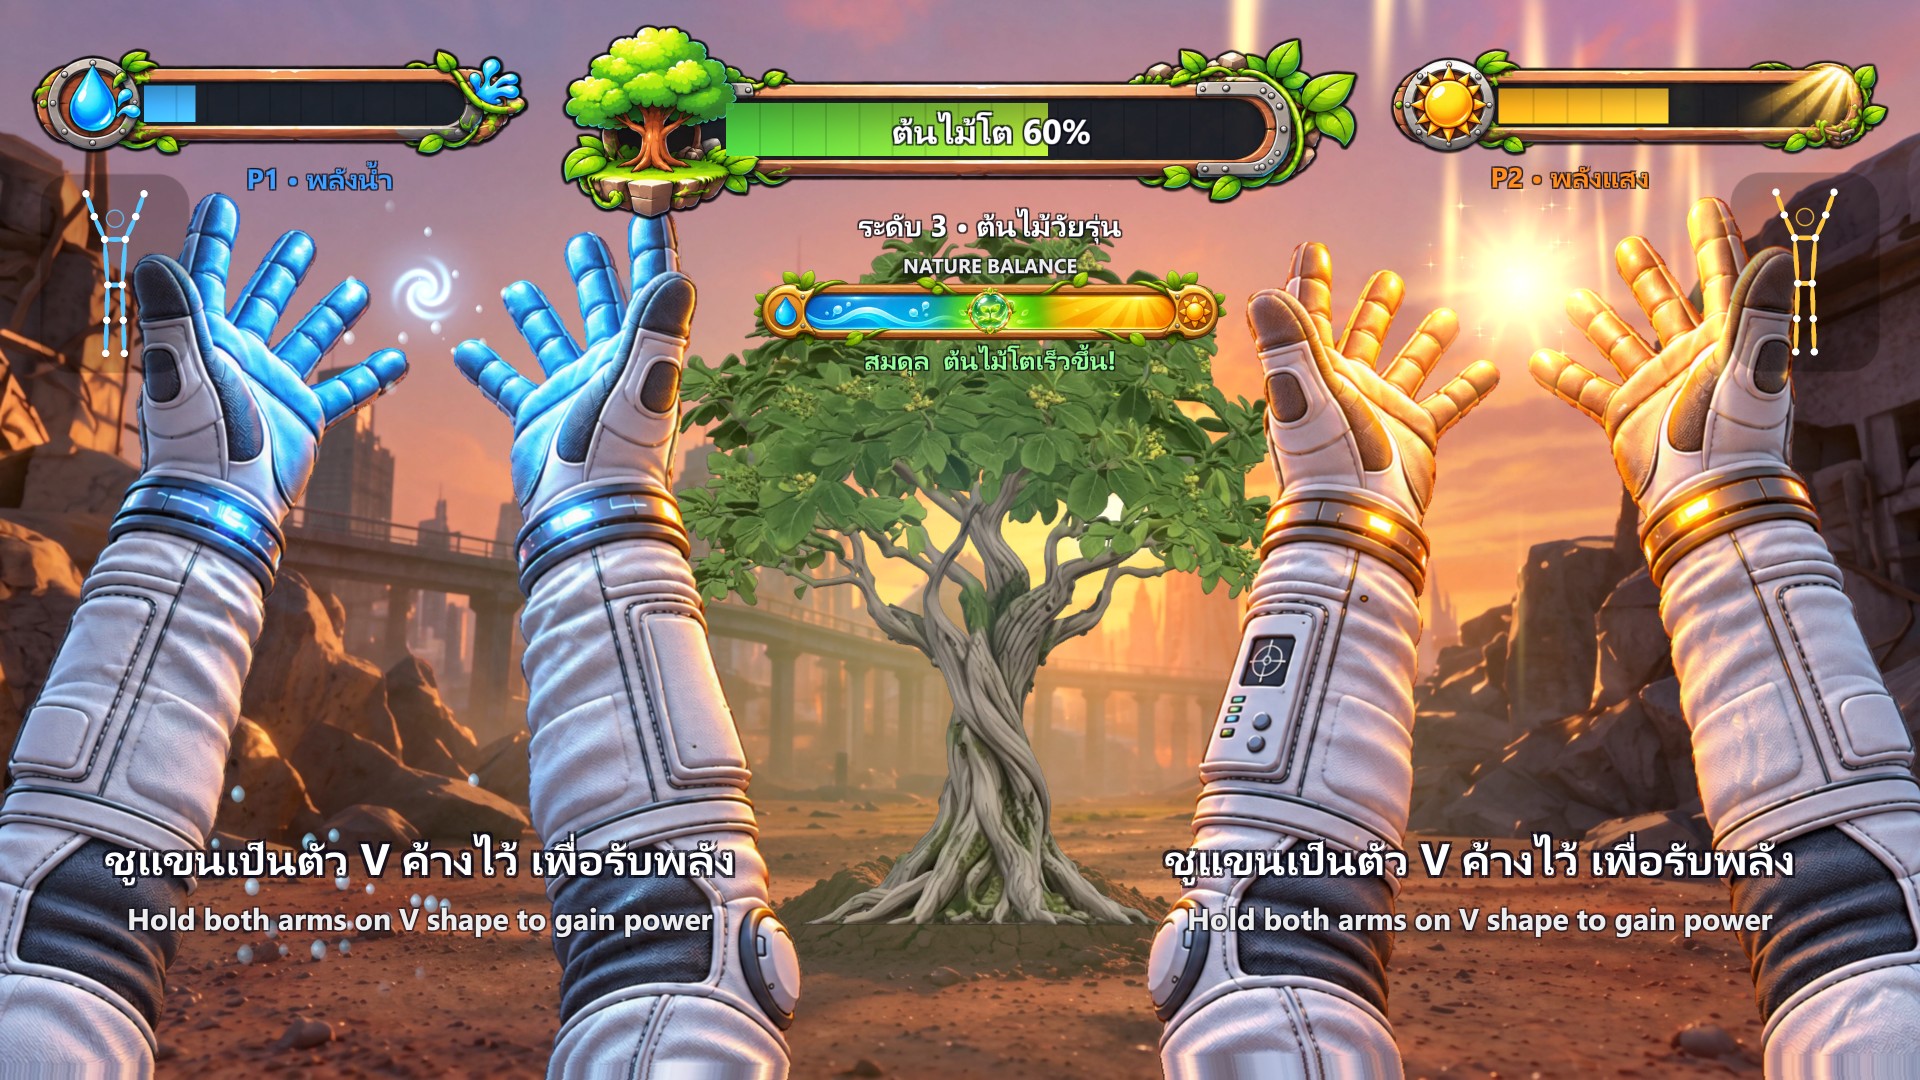 ต้นไม้โต 60%
P1 • พลังน้ำ
P2 • พลังแสง
ระดับ 3 • ต้นไม้วัยรุ่น
NATURE BALANCE
สมดุล ต้นไม้โตเร็วขึ้น!
ชูแขนเป็นตัว V ค้างไว้ เพื่อรับพลัง
Hold both arms on V shape to gain power
ชูแขนเป็นตัว V ค้างไว้ เพื่อรับพลัง
Hold both arms on V shape to gain power